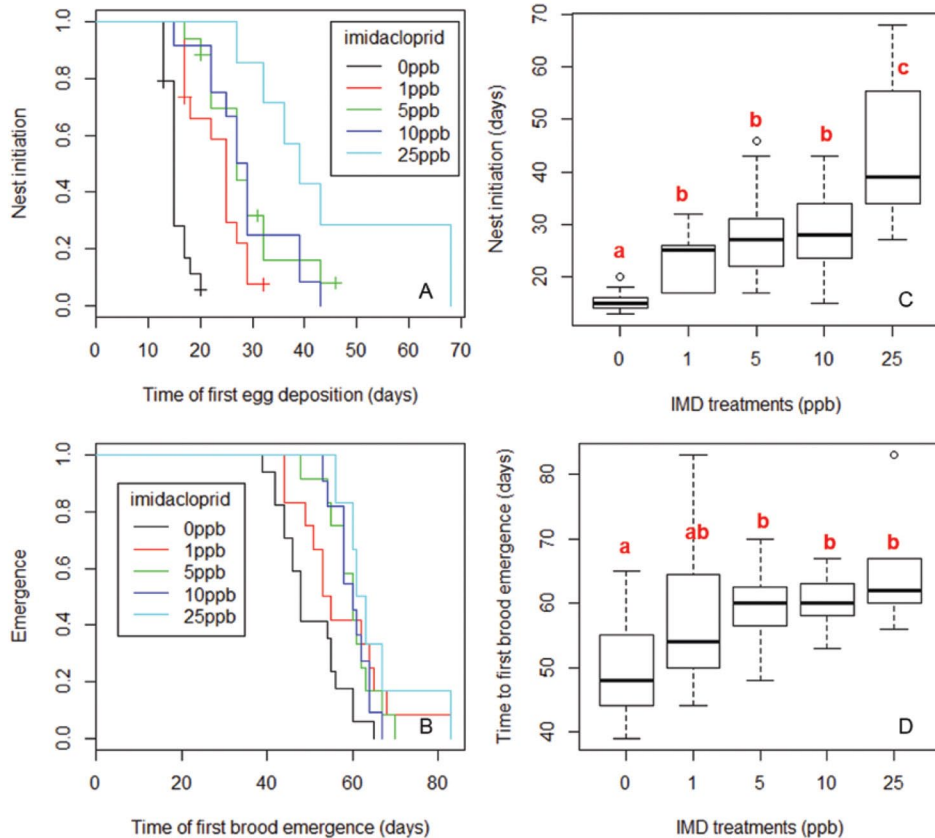 Nest initiation
1.0
0.8
0.6
0.4
0.2
0.0
imidacloprid
0ppb
1ppb
5ppb
10ppb
25ppb
A
0 10 20 30 40 50 60 70
Time of first egg deposition (days)
Nest initiation (days)
70
60
50
40
30
20
a
b
b
b
c
C
0 1 5 10 25
IMD treatments (ppb)
Emergence
1.0
0.8
0.6
0.4
0.2
0.0
imidacloprid
0ppb
1ppb
5ppb
10ppb
25ppb
B
0 20 40 60 80
Time of first brood emergence (days)
Time to first brood emergence (days)
80
70
60
50
40
a
ab
b
b
b
D
0 1 5 10 25
IMD treatments (ppb)